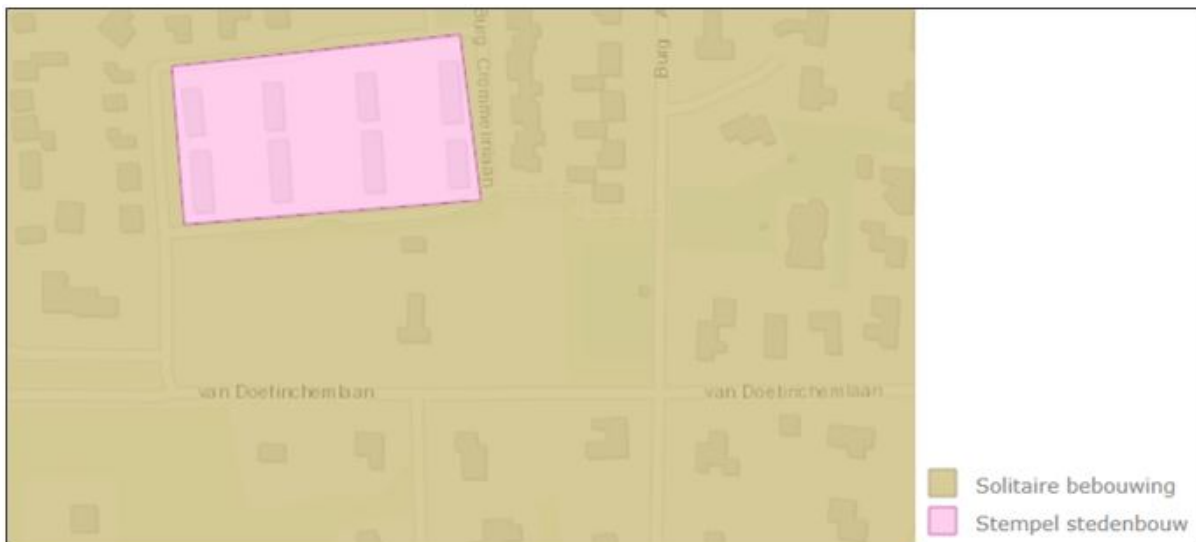 Burg Crommelinlaan
Burg A
van Doetinchemlaan
van Doetinchemlaan
Solitaire bebouwing
Stempel stedenbouw